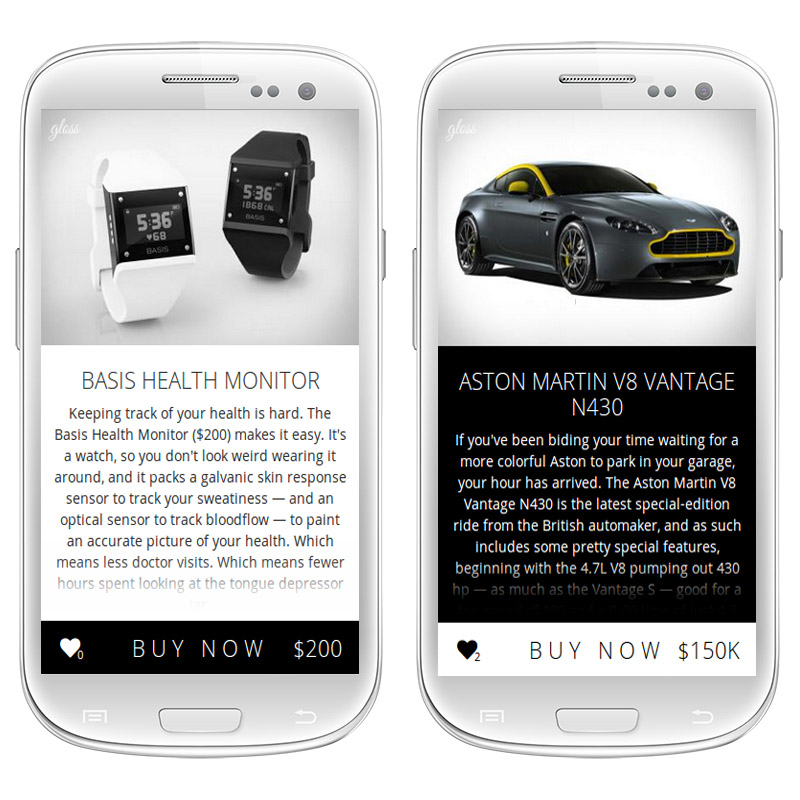 gloss
5:36
68
BASIS
5:36
1868 CAL
BASIS
BASIS HEALTH MONITOR
Keeping track of your health is hard. The
Basis Health Monitor ($200) makes it easy. It's
a watch, so you don't look weird wearing it
around, and it packs a galvanic skin response
sensor to track your sweatiness — and an
optical sensor to track bloodflow — to paint
an accurate picture of your health. Which
means less doctor visits. Which means fewer
hours spent looking at the tongue depressor
0
BUY NOW
$200
gloss
ASTON MARTIN V8 VANTAGE
N430
If you've been biding your time waiting for a
more colorful Aston to park in your garage,
your hour has arrived. The Aston Martin V8
Vantage N430 is the latest special-edition
ride from the British automaker, and as such
includes some pretty special features,
beginning with the 4.7L V8 pumping out 430
hp — as much as the Vantage S — good for a
2
BUY NOW
$150K